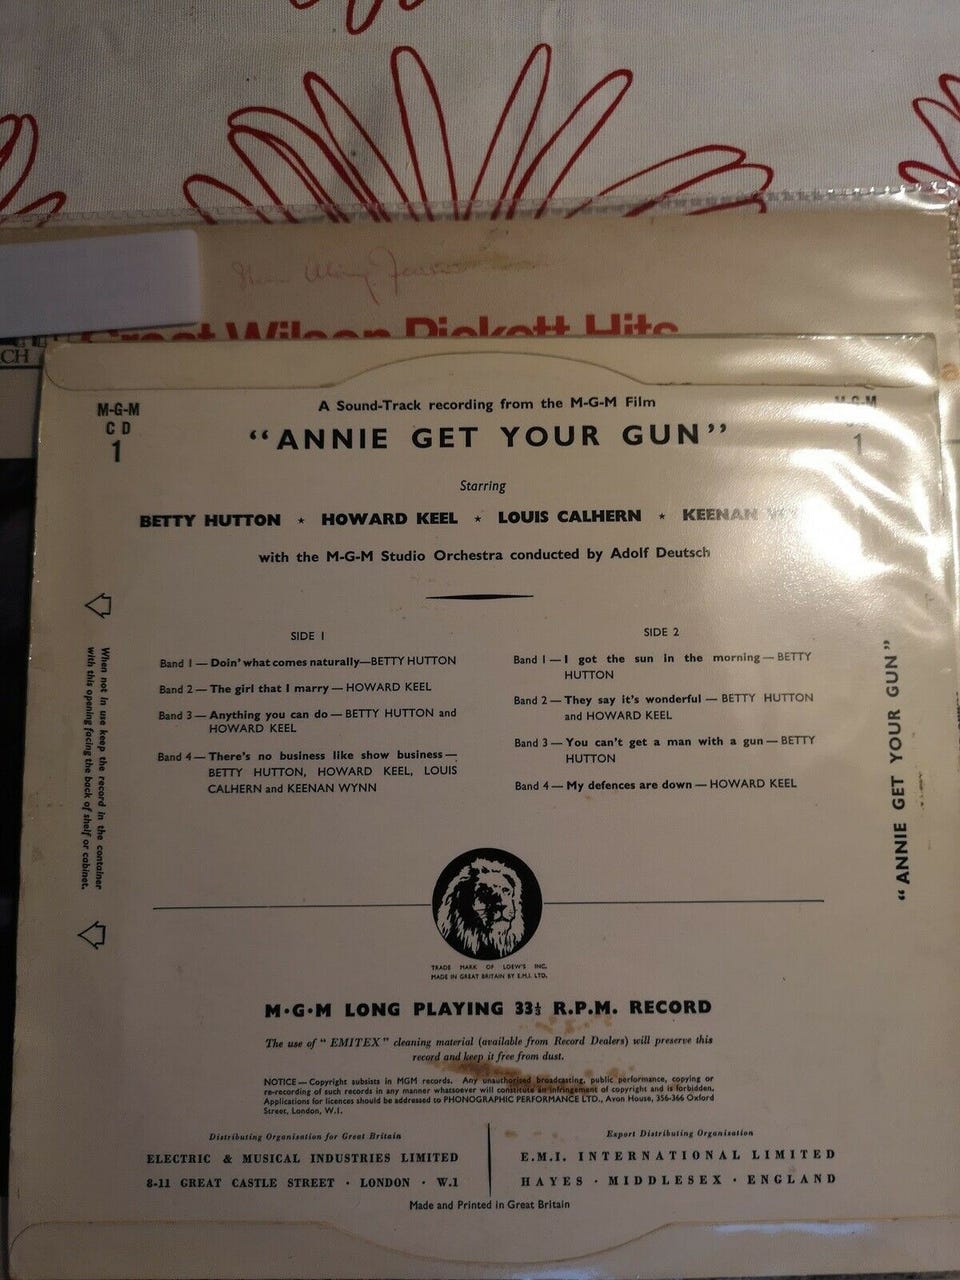 Great Wilson Pickett Hits
CH
M-G-M
CD
1
A Sound-Track recording from the M-G-M Film
M-G-M
1
“ANNIE GET YOUR GUN”
Starring
BETTY HUTTON ★ HOWARD KEEL ★ LOUIS CALHERN ★ KEENAN
with the M-G-M Studio Orchestra conducted by Adolf Deutsch
SIDE 1
Band 1 — Doin' what comes naturally—BETTY HUTTON
Band 2 — The girl that I marry — HOWARD KEEL
Band 3 — Anything you can do — BETTY HUTTON and
HOWARD KEEL
Band 4 — There's no business like show business —
BETTY HUTTON, HOWARD KEEL, LOUIS
CALHERN and KEENAN WYNN
SIDE 2
Band 1 — I got the sun in the morning — BETTY
HUTTON
Band 2 — They say it's wonderful — BETTY HUTTON
and HOWARD KEEL
Band 3 — You can't get a man with a gun — BETTY
HUTTON
Band 4 — My defences are down — HOWARD KEEL
When not in use keep the record in the container
with this opening facing the back of shelf or cabinet.
“ANNIE GET YOUR GUN”
TRADE MARK OF LOEW'S INC.
MADE IN GREAT BRITAIN BY E.M.I. LTD.
M·G·M LONG PLAYING 33⅓ R.P.M. RECORD
The use of “ EMITEX ” cleaning material (available from Record Dealers) will preserve this
record and keep it free from dust.
NOTICE — Copyright subsists in MGM records. Any unauthorised broadcasting, public performance, copying or
re-recording of such records in any manner whatsoever will constitute an infringement of copyright and is forbidden.
Applications for licences should be addressed to PHONOGRAPHIC PERFORMANCE LTD., Avon House, 356-366 Oxford
Street, London, W.1.
Distributing Organisation for Great Britain
ELECTRIC & MUSICAL INDUSTRIES LIMITED
8-11 GREAT CASTLE STREET · LONDON · W.1
Export Distributing Organisation
E.M.I. INTERNATIONAL LIMITED
HAYES · MIDDLESEX · ENGLAND
Made and Printed in Great Britain